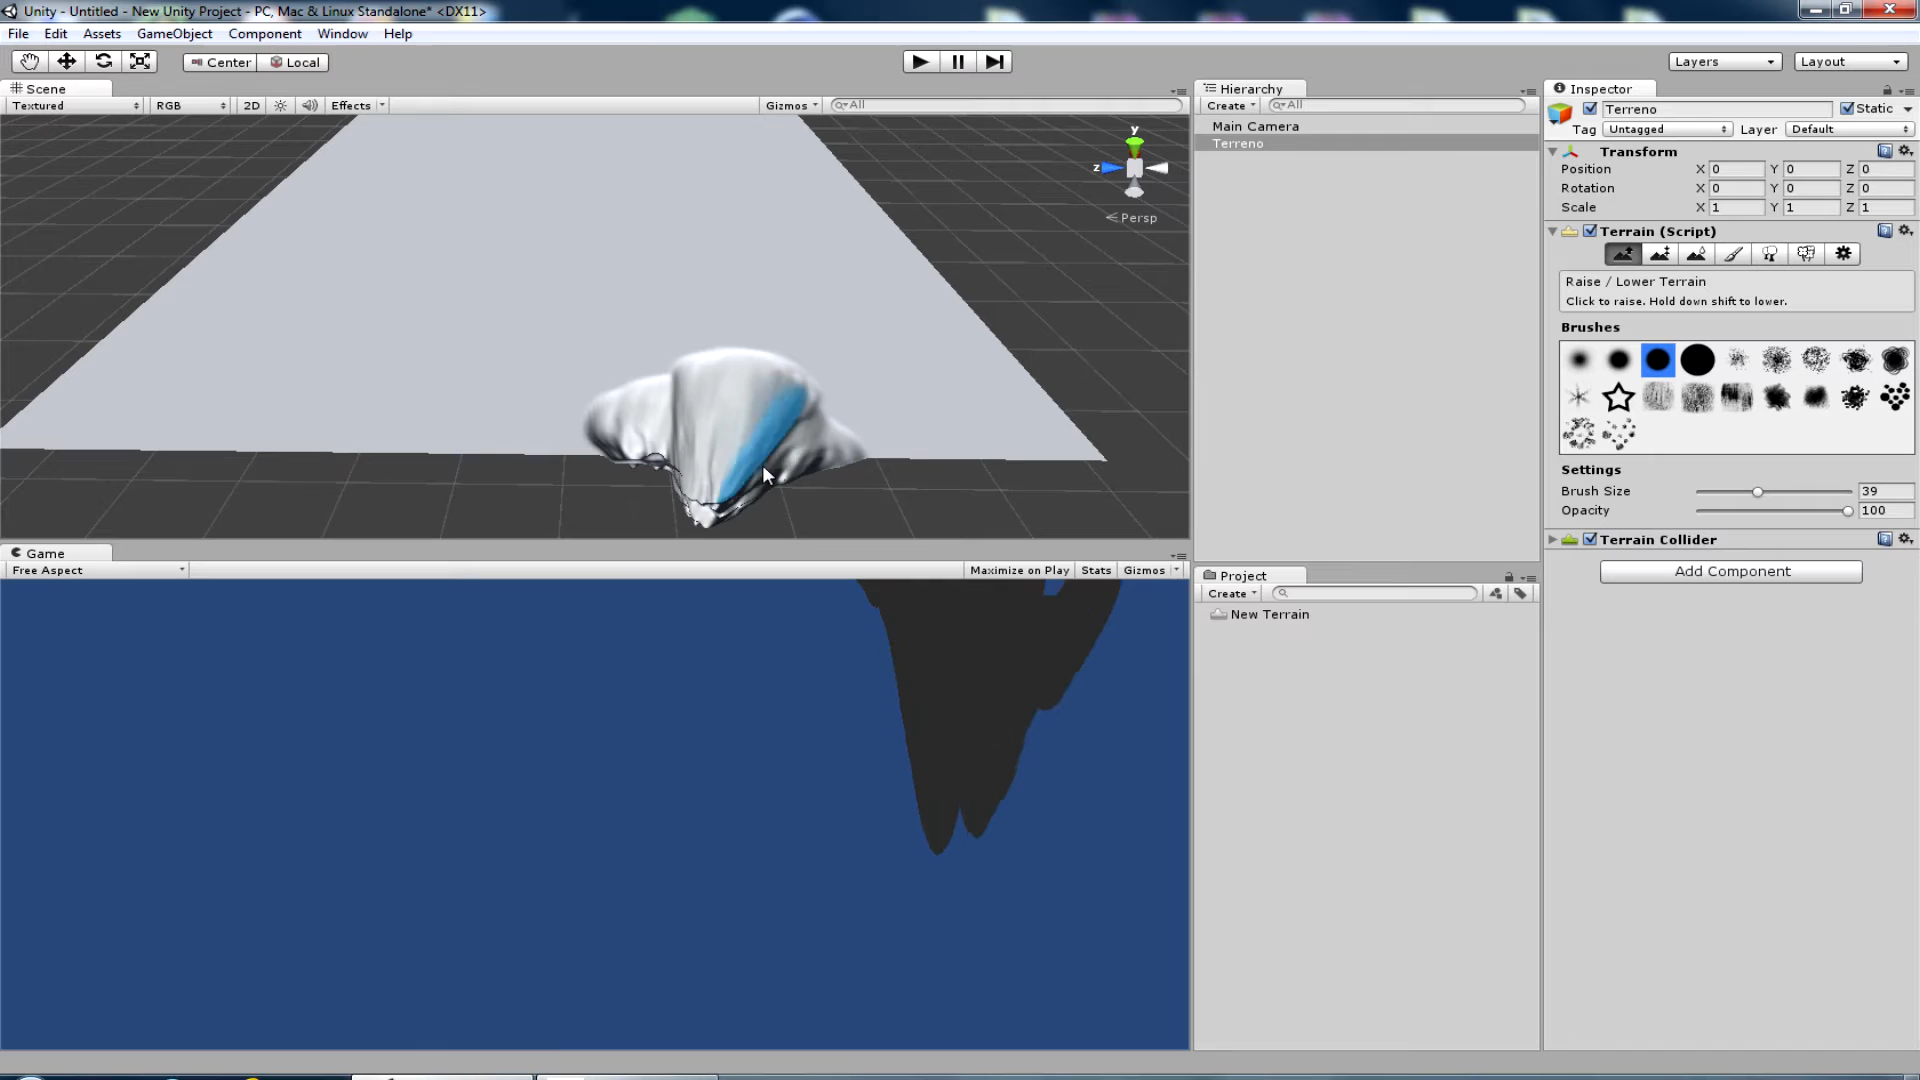 Unity - Untitled - New Unity Project - PC, Mac & Linux Standalone* <DX11>
File Edit Assets GameObject Component Window Help
Center Local Layers Layout
Scene
Textured RGB 2D Effects Gizmos All
y
z
Persp
Game
Free Aspect Maximize on Play Stats Gizmos
Hierarchy
Create All
Main Camera
Terreno
Project
Create
New Terrain
Inspector
Terreno Static
Tag Untagged Layer Default
Transform
Position X 0 Y 0 Z 0
Rotation X 0 Y 0 Z 0
Scale X 1 Y 1 Z 1
Terrain (Script)
Raise / Lower Terrain
Click to raise. Hold down shift to lower.
Brushes
Settings
Brush Size 39
Opacity 100
Terrain Collider
Add Component